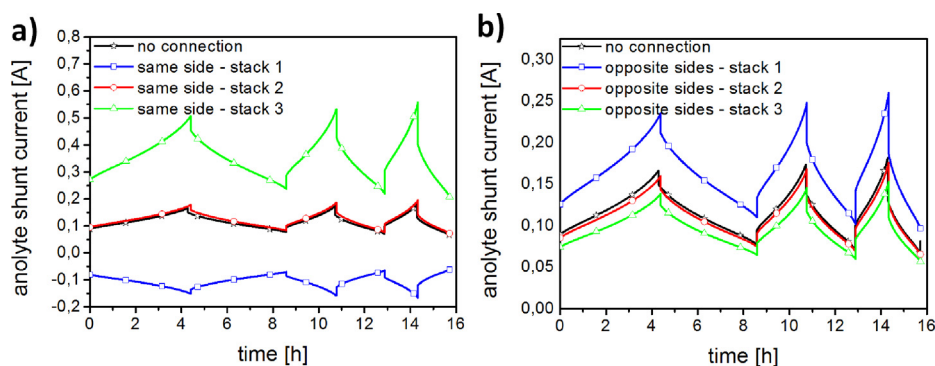 a)
0,8
0,7
0,6
0,5
0,4
0,3
0,2
0,1
0,0
-0,1
-0,2
anolyte shunt current [A]
no connection
same side - stack 1
same side - stack 2
same side - stack 3
0 2 4 6 8 10 12 14 16
time [h]
b)
0,30
0,25
0,20
0,15
0,10
0,05
0,00
anolyte shunt current [A]
no connection
opposite sides - stack 1
opposite sides - stack 2
opposite sides - stack 3
0 2 4 6 8 10 12 14 16
time [h]